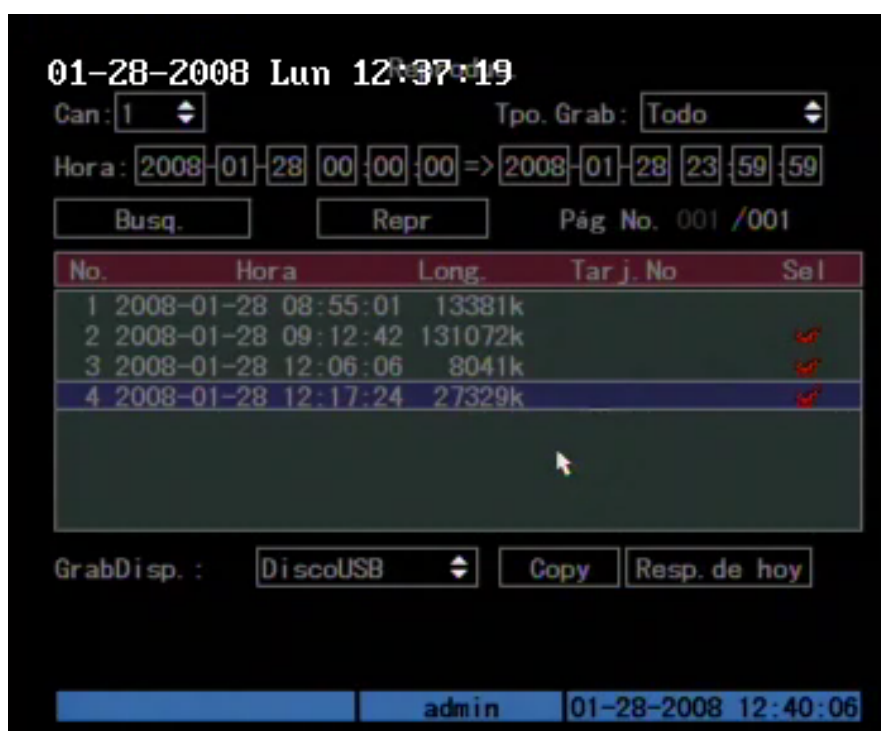 01-28-2008 Lun 12:37:19
Reproduc.
Can: 1 Tpo. Grab: Todo
Hora: 2008-01-28 00:00:00 => 2008-01-28 23:59:59
Busq. Repr Pág No. 001 /001
No. Hora Long. Tarj. No Sel
1 2008-01-28 08:55:01 13381k
2 2008-01-28 09:12:42 131072k
3 2008-01-28 12:06:06 8041k
4 2008-01-28 12:17:24 27329k
GrabDisp. : DiscoUSB Copy Resp. de hoy
admin 01-28-2008 12:40:06